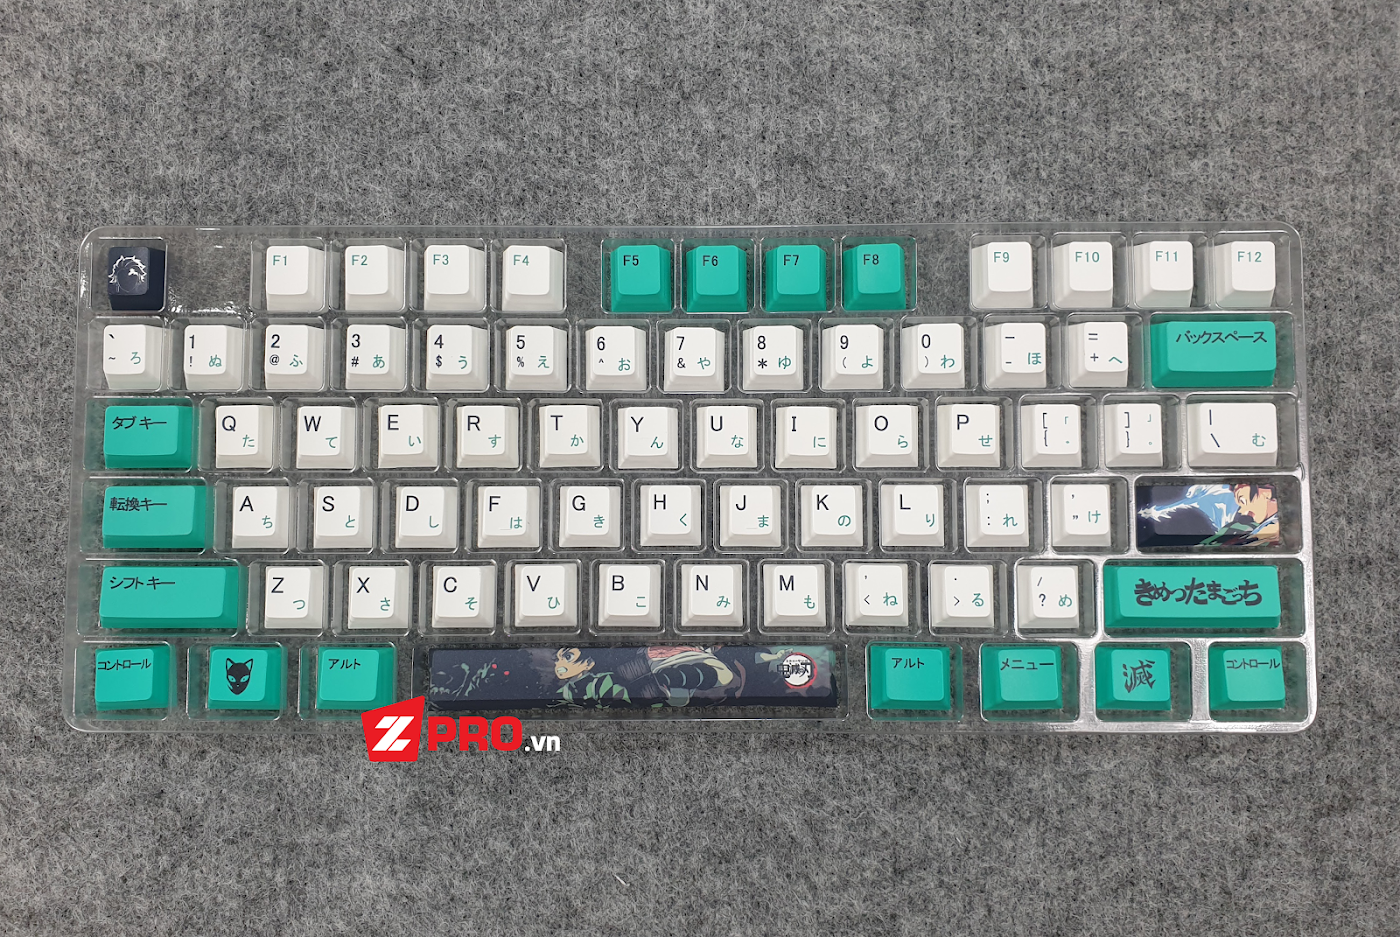 F1 F2 F3 F4 F5 F6 F7 F8 F9 F10 F11 F12
` ~ ろ 1 ! ぬ 2 @ ふ 3 # あ 4 $ う 5 % え 6 ^ お 7 & や 8 * ゆ 9 ( よ 0 ) わ — - ほ = + へ バックスペース
タブキー Q た W て E い R す T か Y ん U な I に O ら P せ [ { 「 ] } 」 | \ む
転換キー A ち S と D し F は G き H く J ま K の L り ; : れ ' " け
シフトキー Z つ X さ C そ V ひ B こ N み M も ' < ね . > る / ? め きめつたまごっち
コントロール アルト アルト メニュー 滅 コントロール
Z PRO.vn